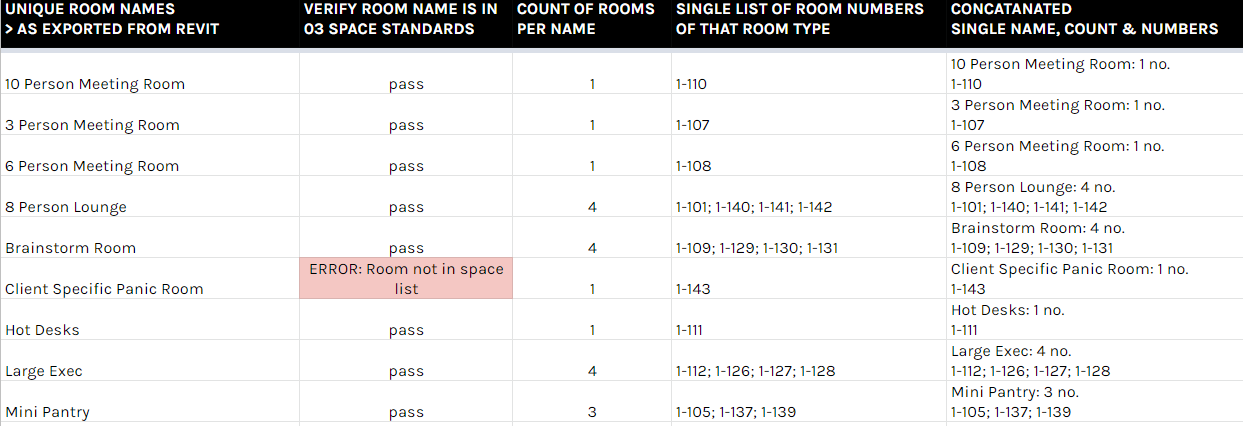 UNIQUE ROOM NAMES
> AS EXPORTED FROM REVIT
VERIFY ROOM NAME IS IN
03 SPACE STANDARDS
COUNT OF ROOMS
PER NAME
SINGLE LIST OF ROOM NUMBERS
OF THAT ROOM TYPE
CONCATANATED
SINGLE NAME, COUNT & NUMBERS
10 Person Meeting Room
pass
1
1-110
10 Person Meeting Room: 1 no.
1-110
3 Person Meeting Room
pass
1
1-107
3 Person Meeting Room: 1 no.
1-107
6 Person Meeting Room
pass
1
1-108
6 Person Meeting Room: 1 no.
1-108
8 Person Lounge
pass
4
1-101; 1-140; 1-141; 1-142
8 Person Lounge: 4 no.
1-101; 1-140; 1-141; 1-142
Brainstorm Room
pass
4
1-109; 1-129; 1-130; 1-131
Brainstorm Room: 4 no.
1-109; 1-129; 1-130; 1-131
Client Specific Panic Room
ERROR: Room not in space
list
1
1-143
Client Specific Panic Room: 1 no.
1-143
Hot Desks
pass
1
1-111
Hot Desks: 1 no.
1-111
Large Exec
pass
4
1-112; 1-126; 1-127; 1-128
Large Exec: 4 no.
1-112; 1-126; 1-127; 1-128
Mini Pantry
pass
3
1-105; 1-137; 1-139
Mini Pantry: 3 no.
1-105; 1-137; 1-139